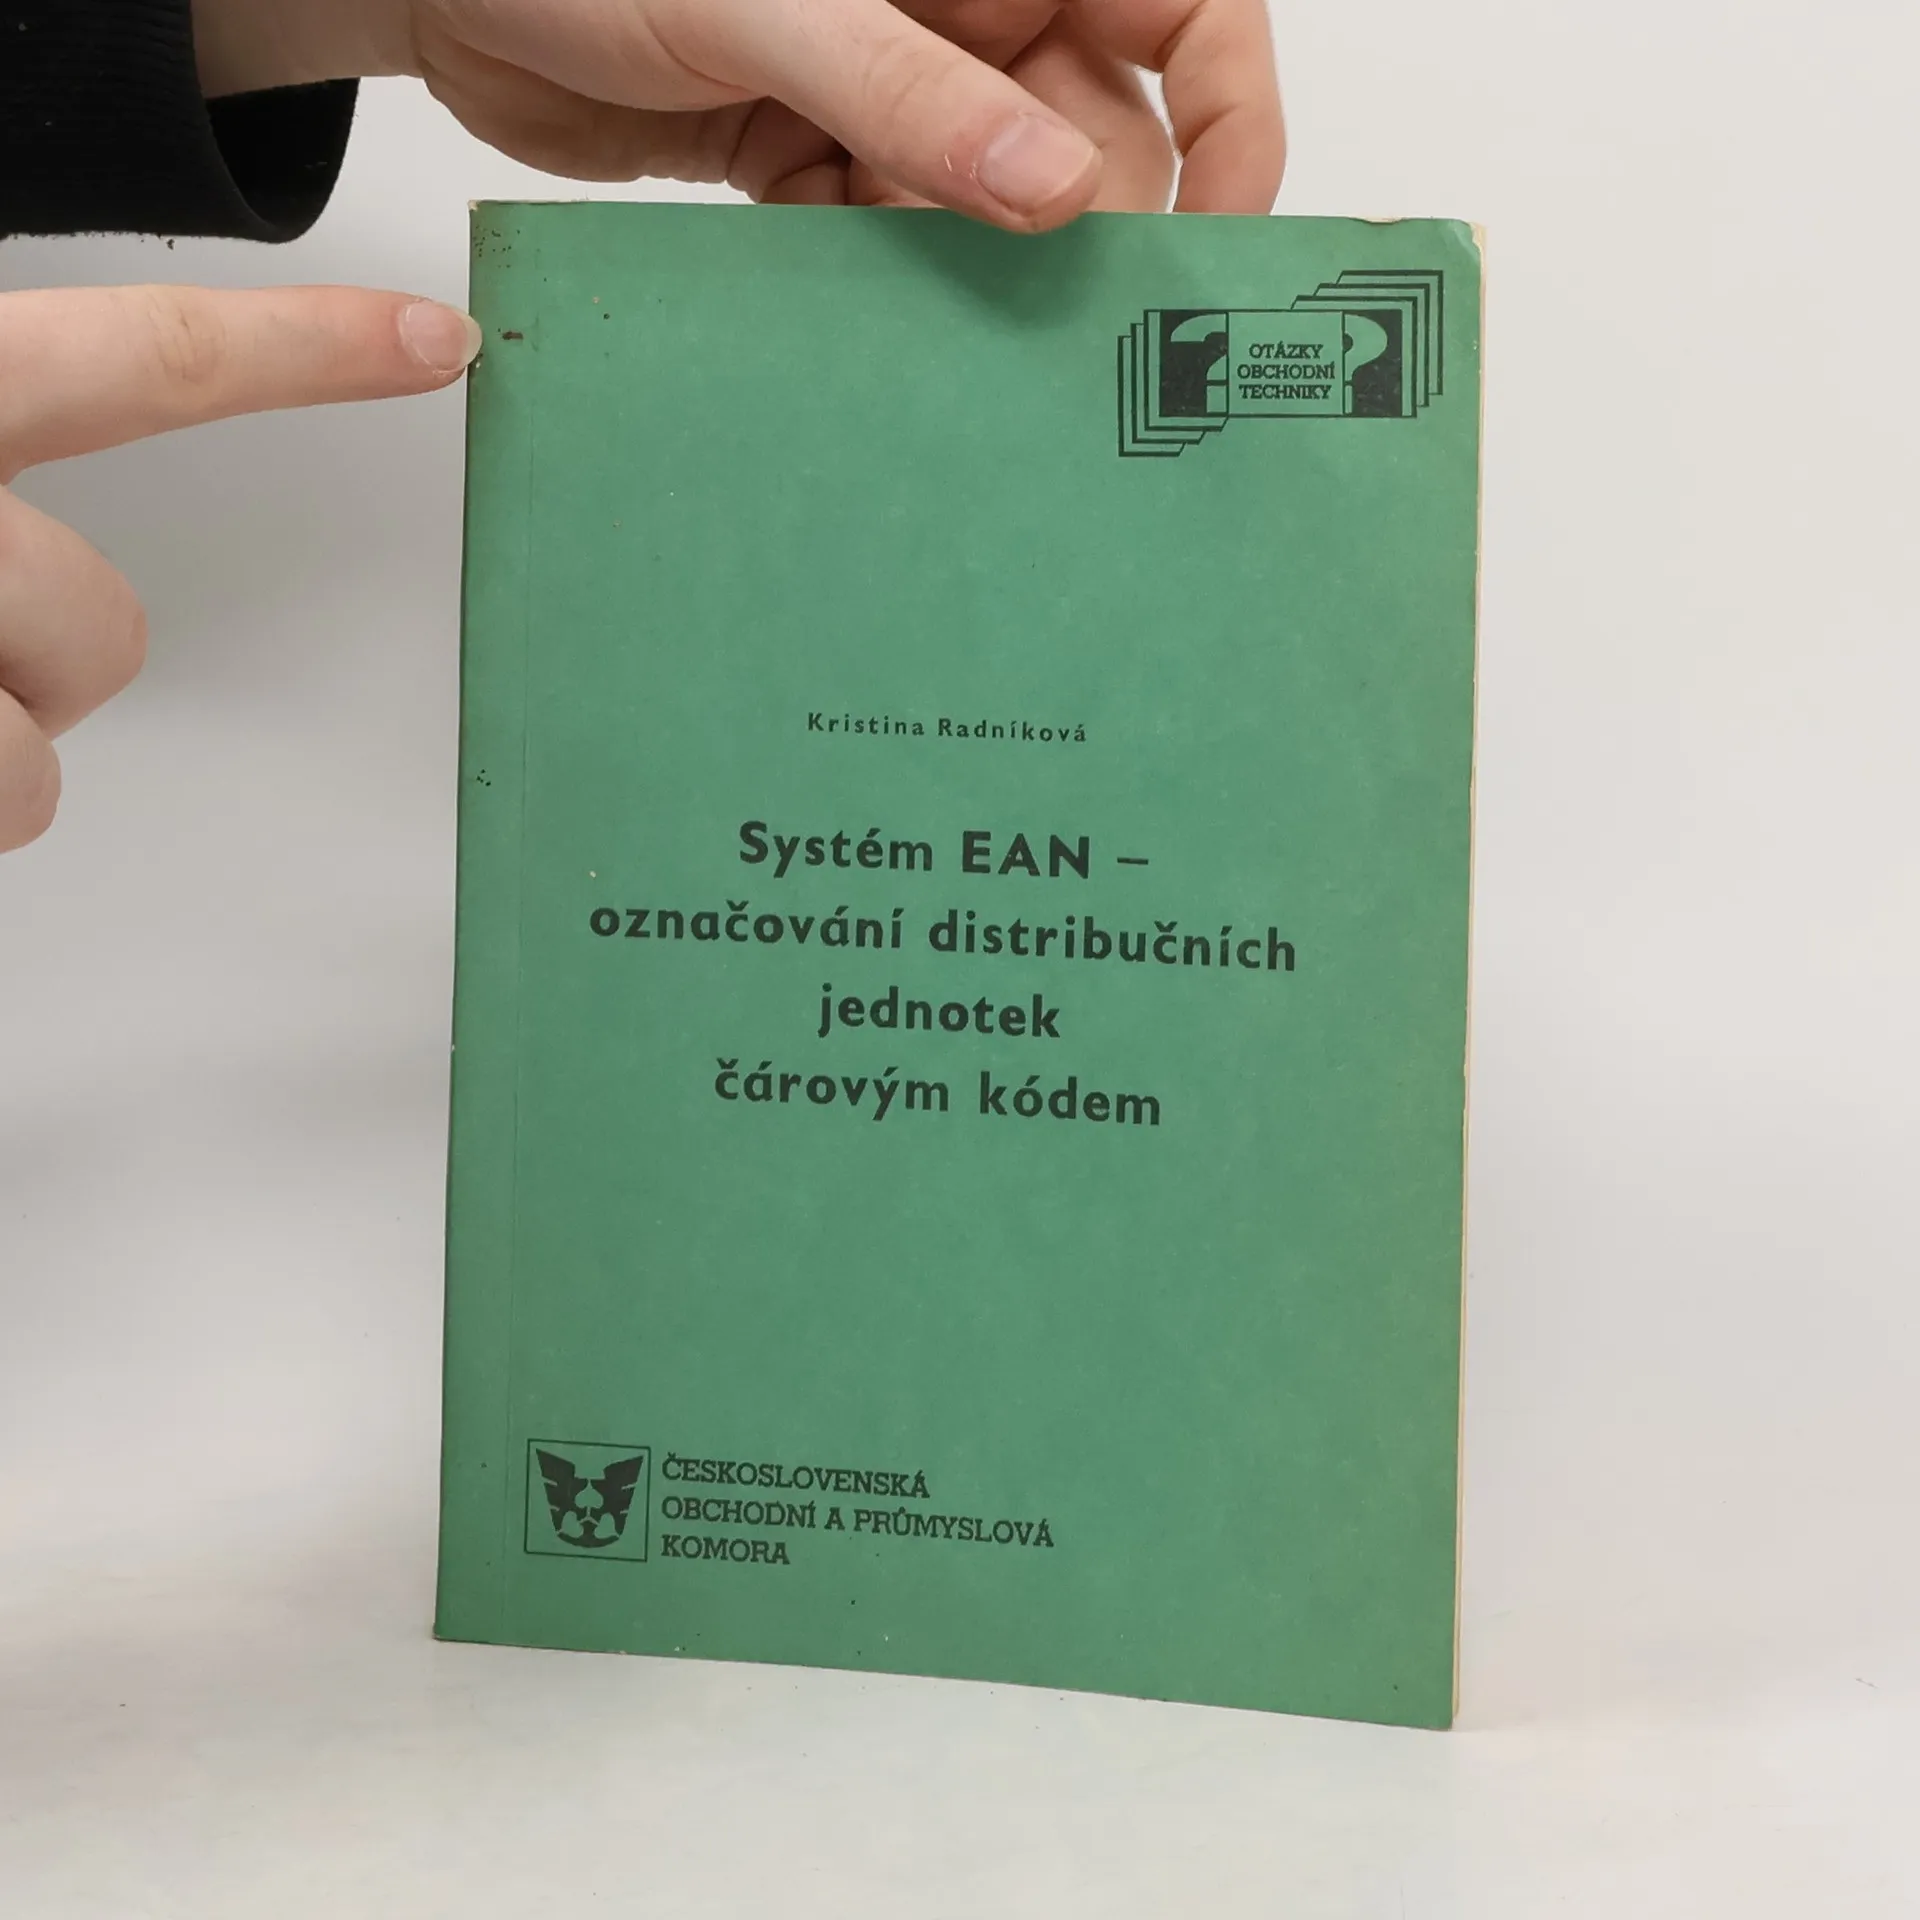 OTÁZKY
OBCHODNÍ
TECHNIKY
Kristina Radníková
Systém EAN –
označování distribučních
jednotek
čárovým kódem
ČESKOSLOVENSKÁ
OBCHODNÍ A PRŮMYSLOVÁ
KOMORA